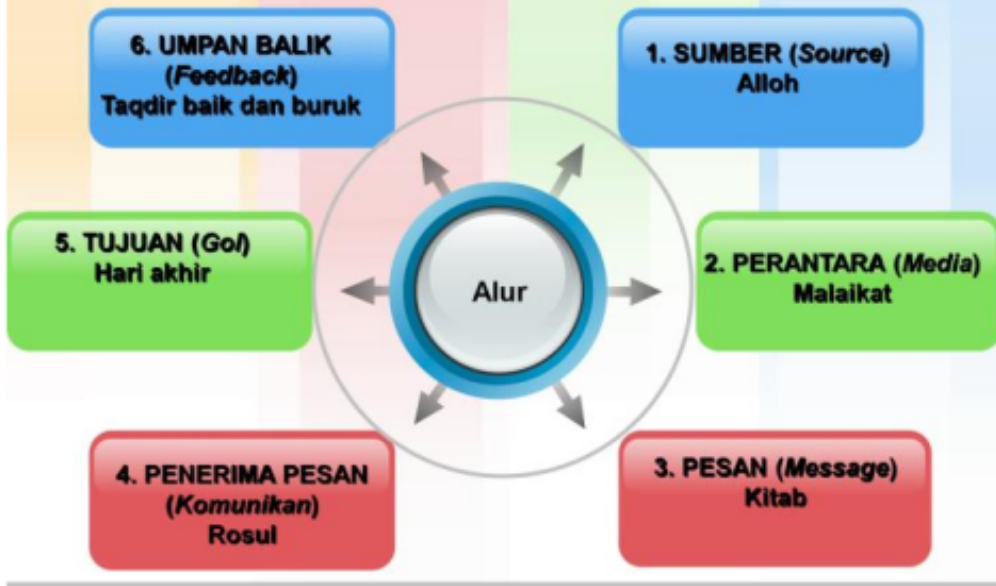 6. UMPAN BALIK
(Feedback)
Taqdir baik dan buruk
1. SUMBER (Source)
Alloh
5. TUJUAN (Gol)
Hari akhir
Alur
2. PERANTARA (Media)
Malaikat
4. PENERIMA PESAN
(Komunikan)
Rosul
3. PESAN (Message)
Kitab